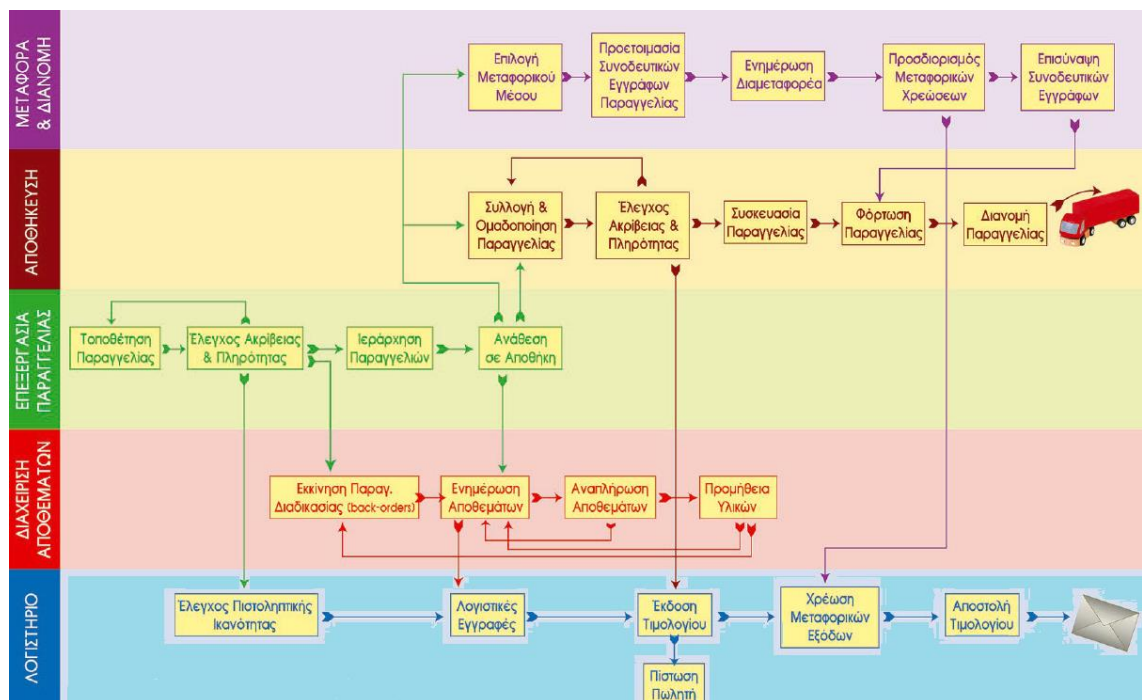 ΜΕΤΑΦΟΡΑ
& ΔΙΑΝΟΜΗ
Επιλογή
Μεταφορικού
Μέσου
Προετοιμασία
Συνοδευτικών
Εγγράφων
Παραγγελίας
Ενημέρωση
Διαμεταφορέα
Προσδιορισμός
Μεταφορικών
Χρεώσεων
Επισύναψη
Συνοδευτικών
Εγγράφων
ΑΠΟΘΗΚΕΥΣΗ
Συλλογή &
Ομαδοποίηση
Παραγγελίας
Έλεγχος
Ακρίβειας &
Πληρότητας
Συσκευασία
Παραγγελίας
Φόρτωση
Παραγγελίας
Διανομή
Παραγγελίας
ΕΠΕΞΕΡΓΑΣΙΑ
ΠΑΡΑΓΓΕΛΙΑΣ
Τοποθέτηση
Παραγγελίας
Έλεγχος Ακρίβειας
& Πληρότητας
Ιεράρχηση
Παραγγελιών
Ανάθεση
σε Αποθήκη
ΔΙΑΧΕΙΡΙΣΗ
ΑΠΟΘΕΜΑΤΩΝ
Εκκίνηση Παραγ.
Διαδικασίας (back-orders)
Ενημέρωση
Αποθεμάτων
Αναπλήρωση
Αποθεμάτων
Προμήθεια
Υλικών
ΛΟΓΙΣΤΗΡΙΟ
Έλεγχος Πιστοληπτικής
Ικανότητας
Λογιστικές
Εγγραφές
Έκδοση
Τιμολογίου
Χρέωση
Μεταφορικών
Εξόδων
Αποστολή
Τιμολογίου
Πίστωση
Πωλητή